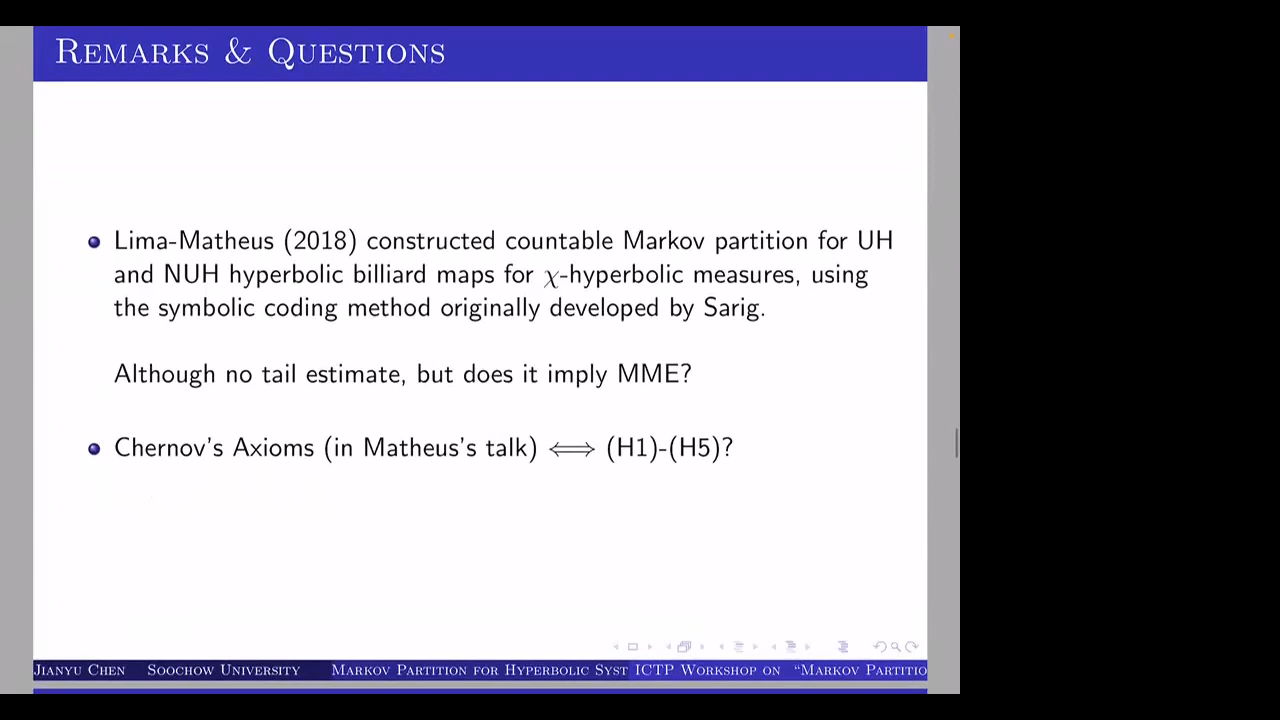 REMARKS & QUESTIONS
Lima-Matheus (2018) constructed countable Markov partition for UH
and NUH hyperbolic billiard maps for χ-hyperbolic measures, using
the symbolic coding method originally developed by Sarig.
Although no tail estimate, but does it imply MME?
Chernov's Axioms (in Matheus's talk) ⟺ (H1)-(H5)?
JIANYU CHEN SOOCHOW UNIVERSITY MARKOV PARTITION FOR HYPERBOLIC SYST ICTP WORKSHOP ON “MARKOV PARTITIO